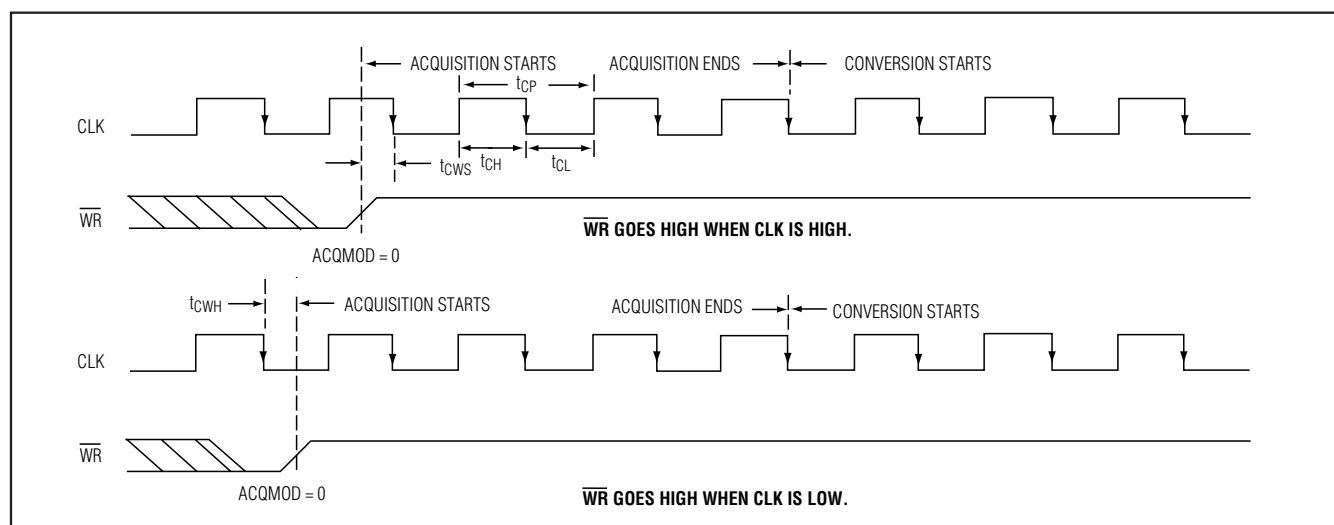 ACQUISITION STARTS
ACQUISITION ENDS
CONVERSION STARTS
tCP
CLK
tCWS
tCH
tCL
WR
WR GOES HIGH WHEN CLK IS HIGH.
ACQMOD = 0
tCWH
ACQUISITION STARTS
ACQUISITION ENDS
CONVERSION STARTS
CLK
WR
ACQMOD = 0
WR GOES HIGH WHEN CLK IS LOW.